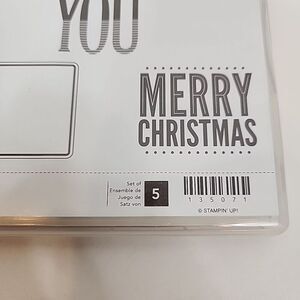 YOU
MERRY
CHRISTMAS
Set of
Ensemble de
Juego de
Satz von
5
135071
© STAMPIN' UP!